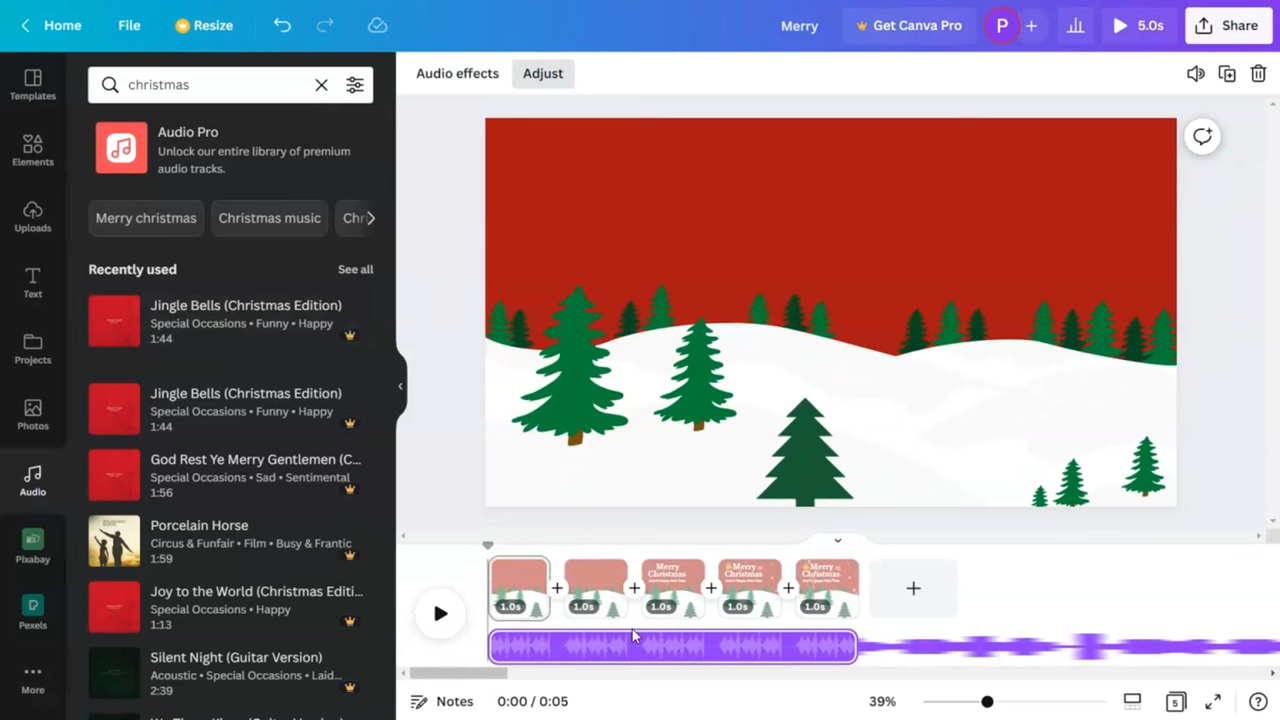 Home
File
Resize
Merry
Get Canva Pro
P
+
5.0s
Share
Templates
Elements
Uploads
Text
Projects
Photos
Audio
Pixabay
Pexels
More
christmas
Audio Pro
Unlock our entire library of premium
audio tracks.
Merry christmas
Christmas music
Chri
Recently used
See all
Jingle Bells (Christmas Edition)
Special Occasions • Funny • Happy
1:44
Jingle Bells (Christmas Edition)
Special Occasions • Funny • Happy
1:44
God Rest Ye Merry Gentlemen (C...
Special Occasions • Sad • Sentimental
1:56
Porcelain Horse
Circus & Funfair • Film • Busy & Frantic
1:59
Joy to the World (Christmas Editi...
Special Occasions • Happy
1:13
Silent Night (Guitar Version)
Acoustic • Special Occasions • Laid...
2:39
Audio effects
Adjust
Merry
Christmas
Merry
Christmas
Merry
Christmas
1.0s
1.0s
1.0s
1.0s
1.0s
Notes
0:00 / 0:05
39%
5
?